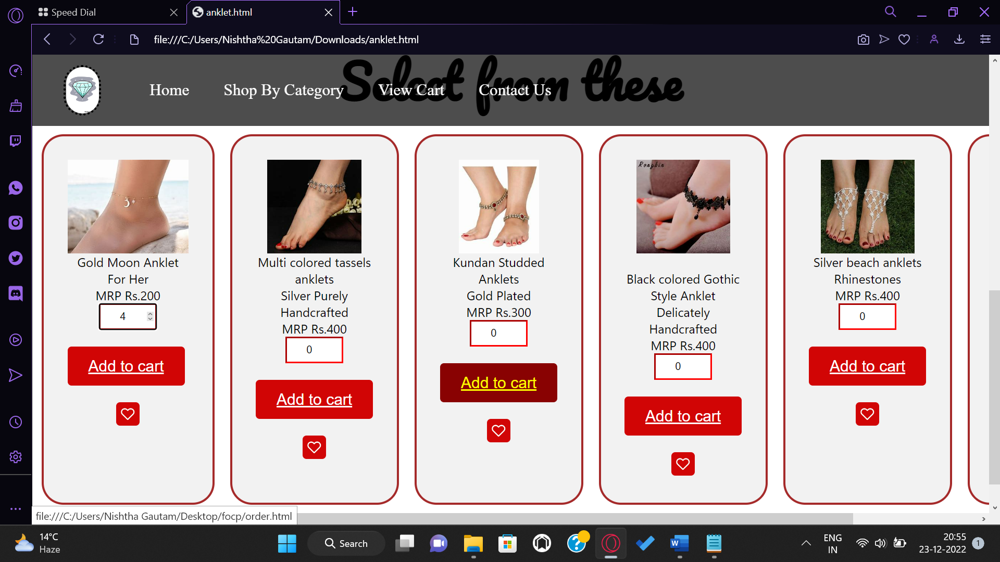 Speed Dial
anklet.html
file:///C:/Users/Nishtha%20Gautam/Downloads/anklet.html
Select from these
Home
Shop By Category
View Cart
Contact Us
Gold Moon Anklet
For Her
MRP Rs.200
4
Add to cart
Multi colored tassels
anklets
Silver Purely
Handcrafted
MRP Rs.400
0
Add to cart
Kundan Studded
Anklets
Gold Plated
MRP Rs.300
0
Add to cart
Rongbin
Black colored Gothic
Style Anklet
Delicately
Handcrafted
MRP Rs.400
0
Add to cart
Silver beach anklets
Rhinestones
MRP Rs.400
0
Add to cart
file:///C:/Users/Nishtha Gautam/Desktop/focp/order.html
14°C
Haze
Search
ENG
IN
20:55
23-12-2022
1